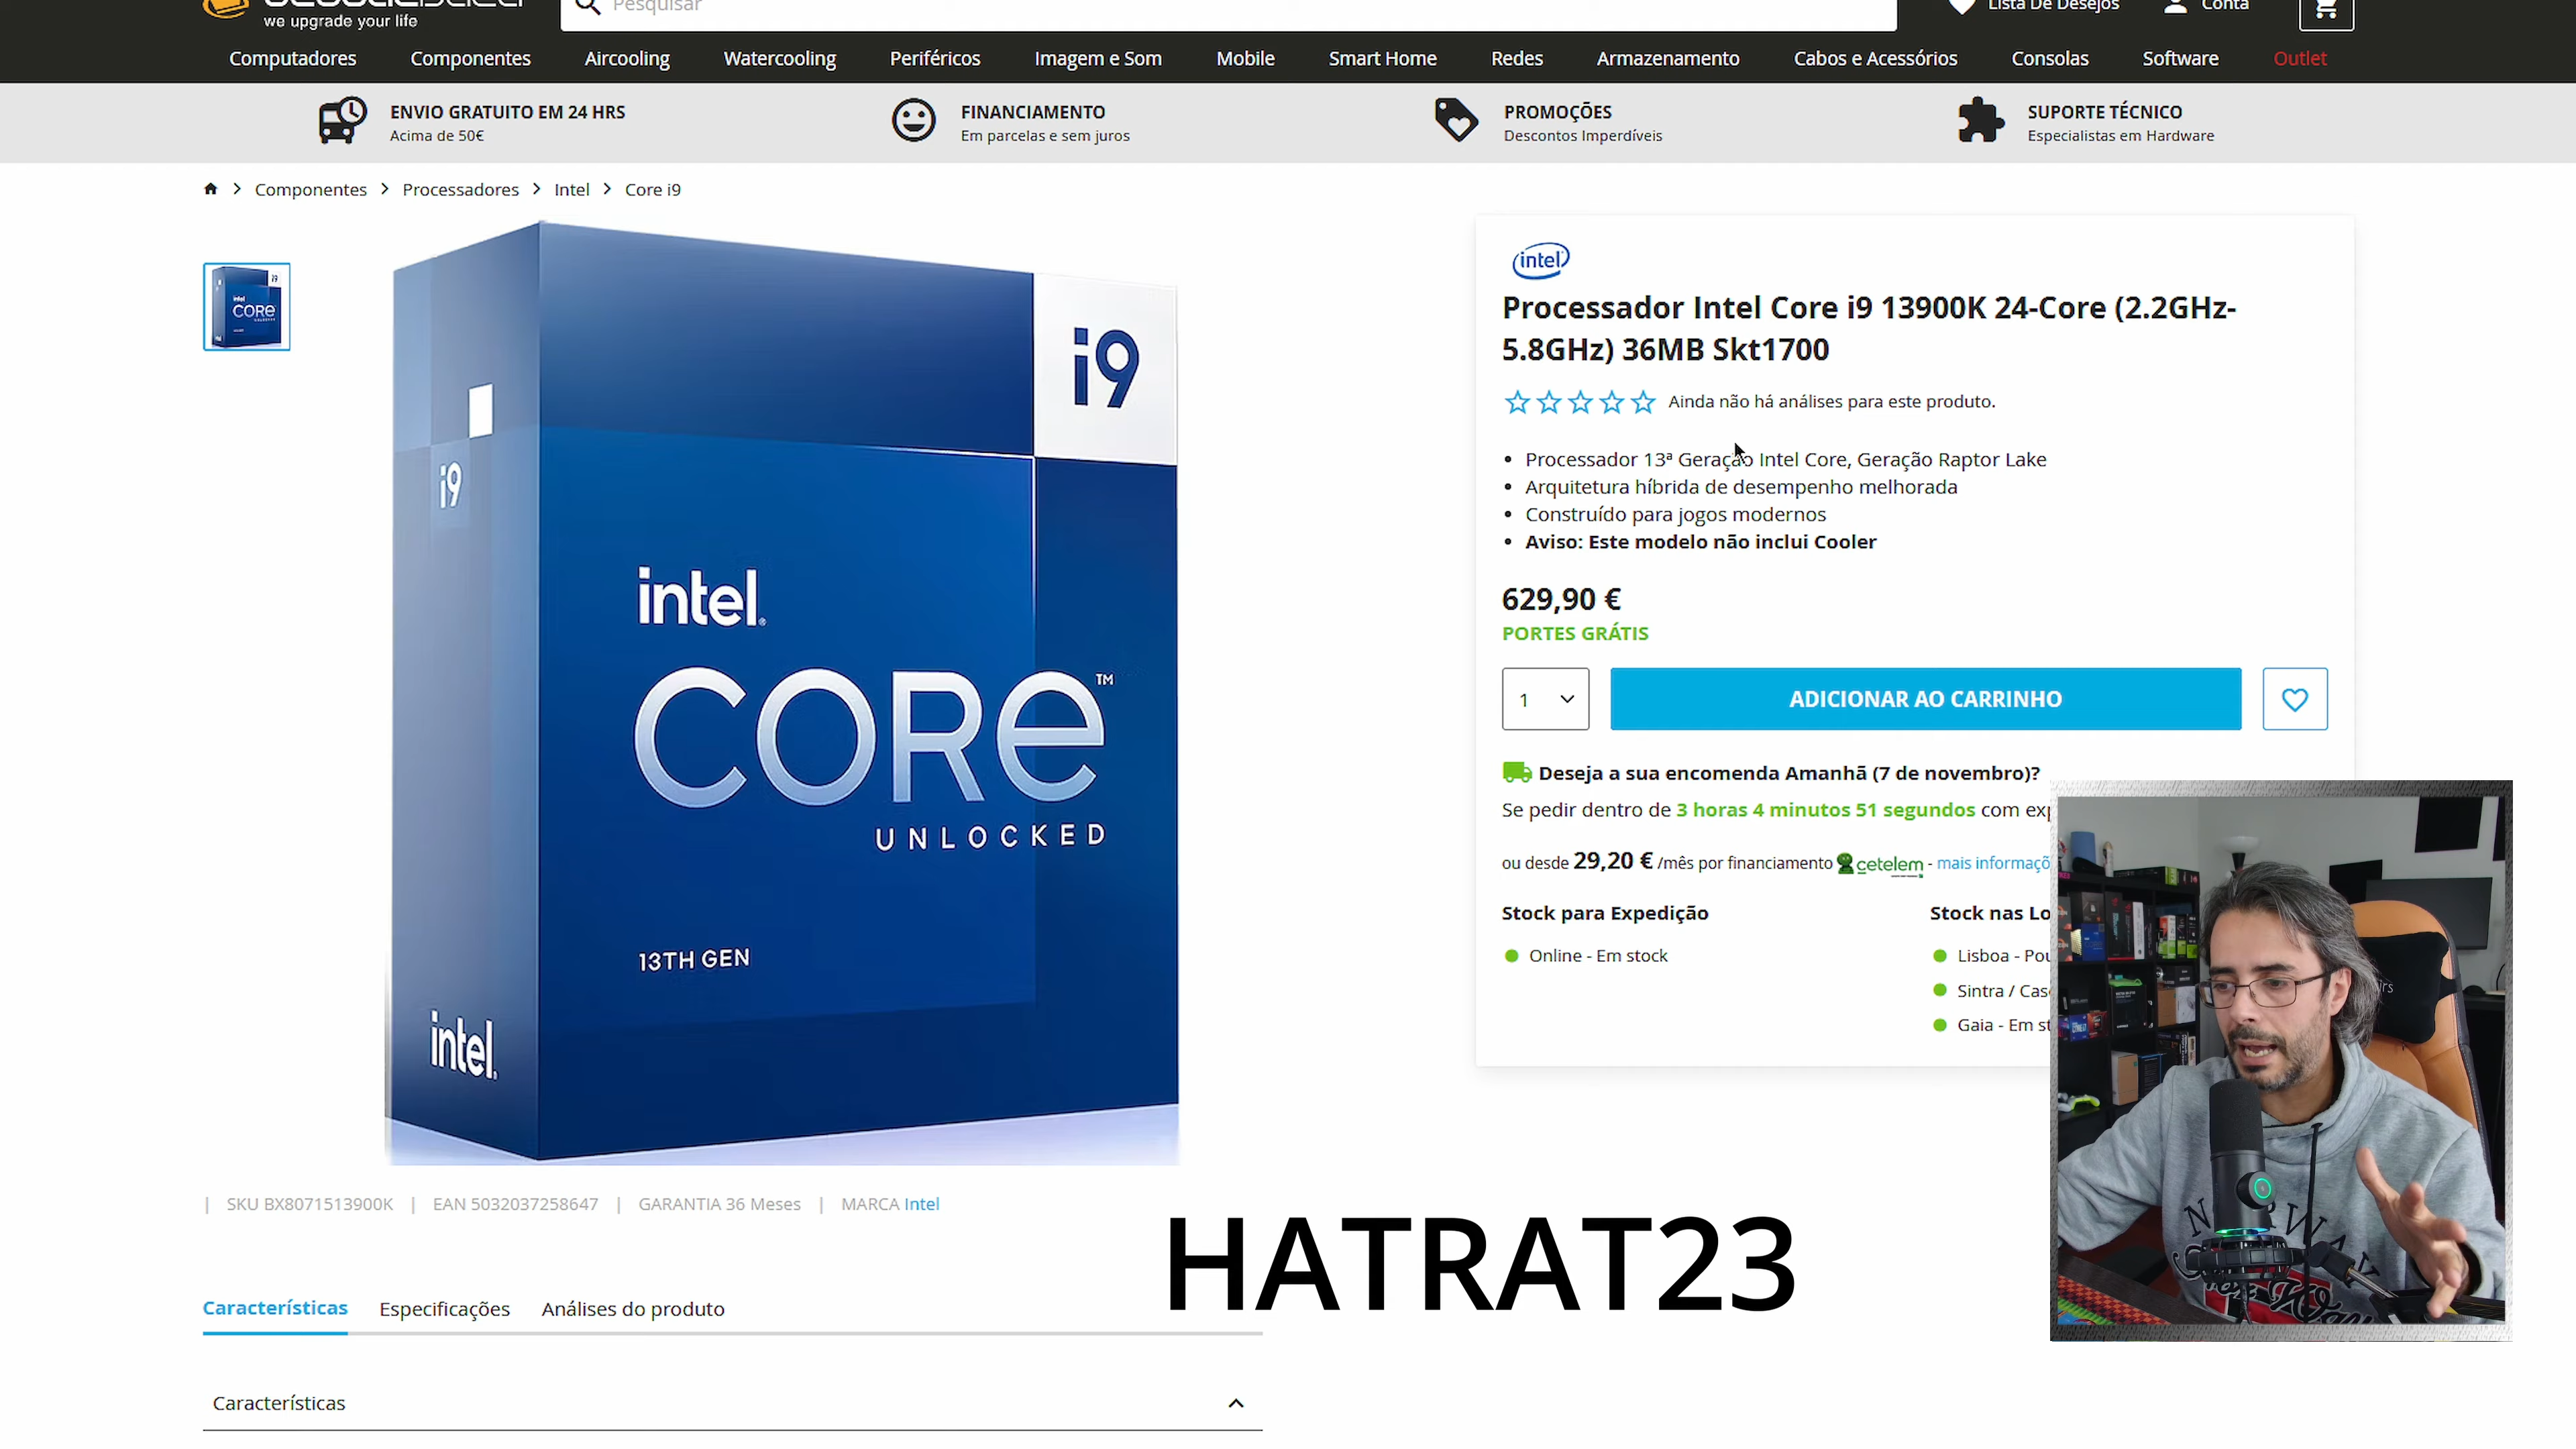 we upgrade your life
Pesquisar
Lista De Desejos
Conta
Computadores Componentes Aircooling Watercooling Periféricos Imagem e Som Mobile Smart Home Redes Armazenamento Cabos e Acessórios Consolas Software Outlet
ENVIO GRATUITO EM 24 HRS
Acima de 50€
FINANCIAMENTO
Em parcelas e sem juros
PROMOÇÕES
Descontos Imperdíveis
SUPORTE TÉCNICO
Especialistas em Hardware
Componentes Processadores Intel Core i9
i9
i9
intel
CORe™
UNLOCKED
13TH GEN
intel
intel
CORe
i9
intel
Processador Intel Core i9 13900K 24-Core (2.2GHz-
5.8GHz) 36MB Skt1700
Ainda não há análises para este produto.
• Processador 13ª Geração Intel Core, Geração Raptor Lake
• Arquitetura híbrida de desempenho melhorada
• Construído para jogos modernos
• Aviso: Este modelo não inclui Cooler
629,90 €
PORTES GRÁTIS
1
ADICIONAR AO CARRINHO
Deseja a sua encomenda Amanhã (7 de novembro)?
Se pedir dentro de 3 horas 4 minutos 51 segundos com exp
ou desde 29,20 € /mês por financiamento cetelem - mais informaçõ
Stock para Expedição
Online - Em stock
Stock nas Lo
Lisboa - Pou
Sintra / Casc
Gaia - Em st
| SKU BX8071513900K | EAN 5032037258647 | GARANTIA 36 Meses | MARCA Intel
HATRAT23
Características Especificações Análises do produto
Características